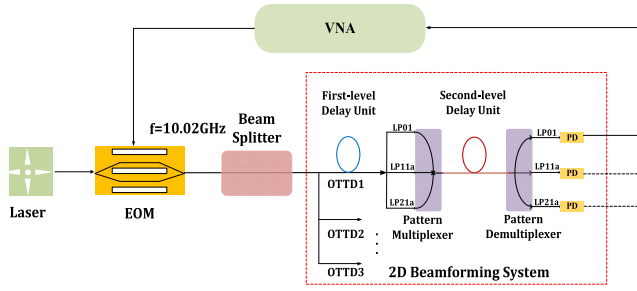 VNA
First-level
Delay Unit
Second-level
Delay Unit
f=10.02GHz
Beam
Splitter
LP01
LP11a
LP21a
LP01
LP11a
LP21a
PD
PD
PD
OTTD1
OTTD2
OTTD3
Laser
EOM
Pattern
Multiplexer
Pattern
Demultiplexer
2D Beamforming System